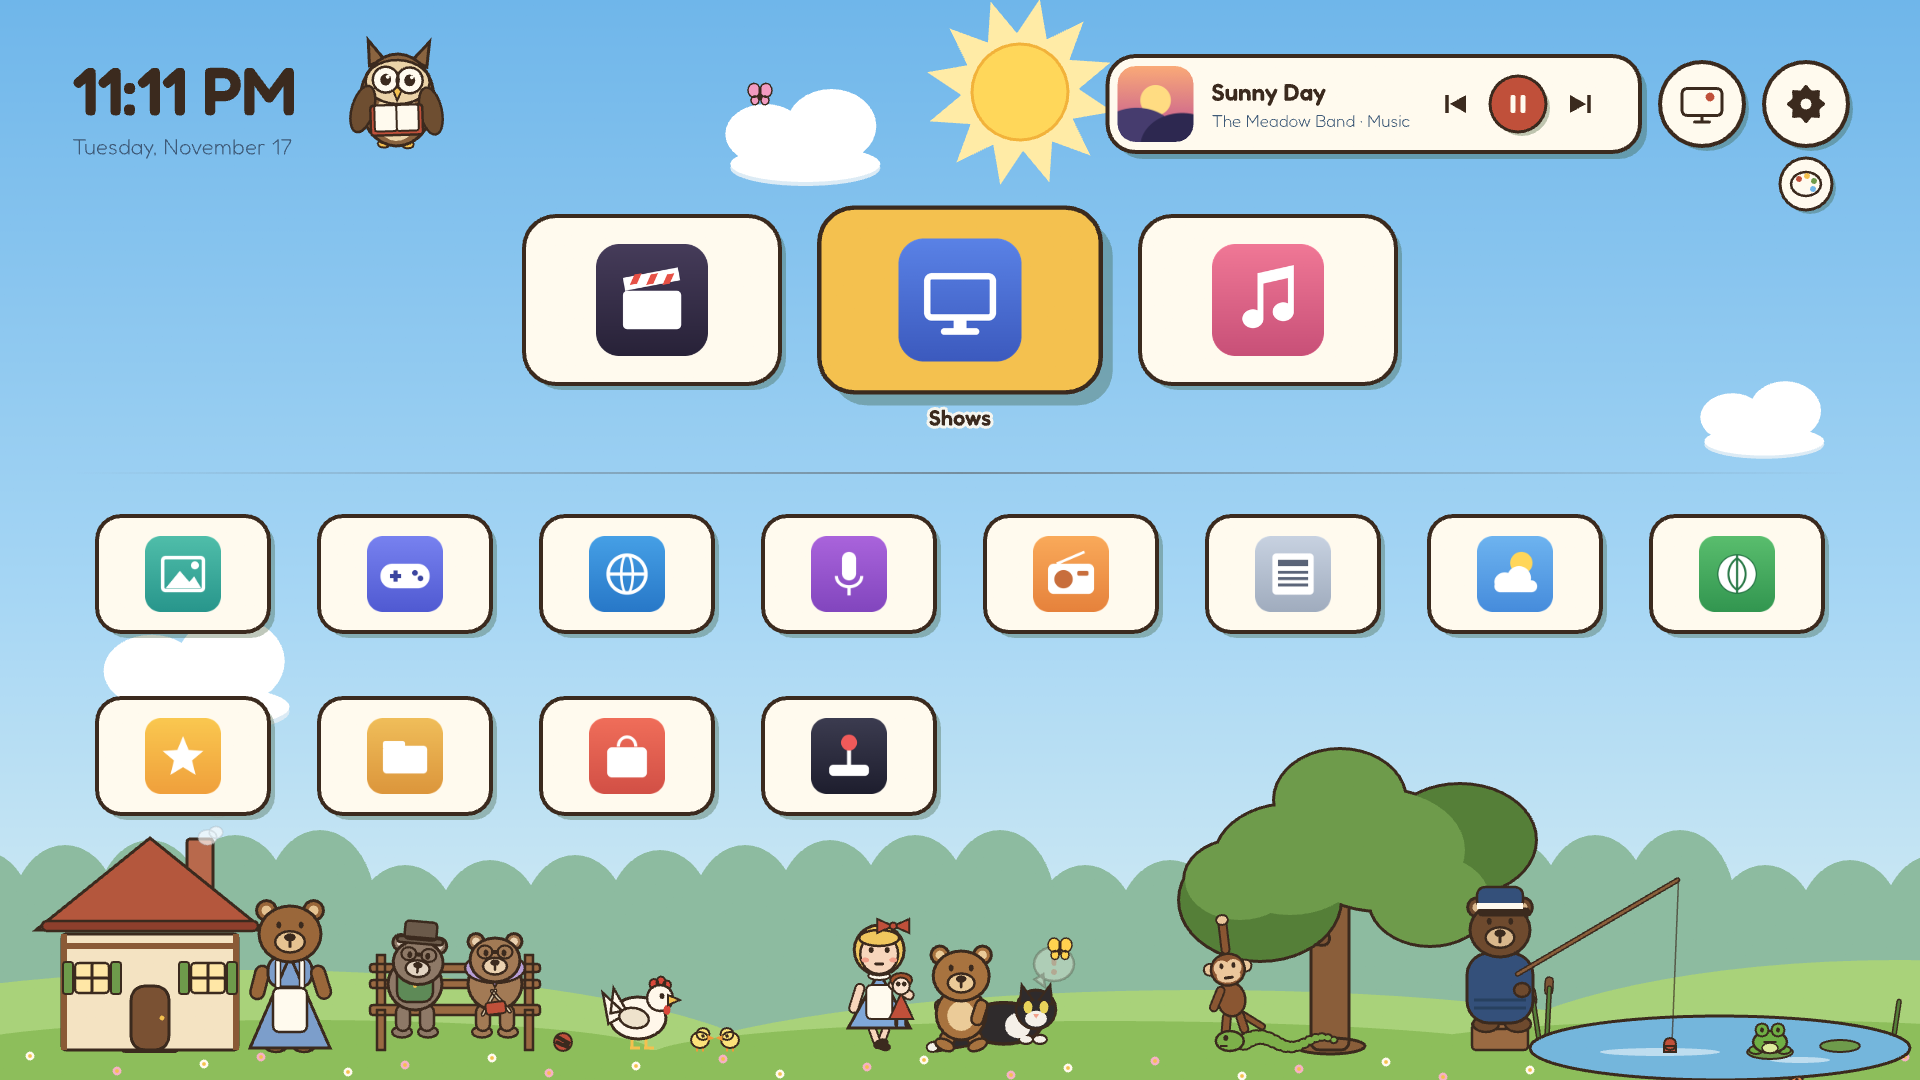 11:11 PM
Tuesday, November 17
Sunny Day
The Meadow Band · Music
Shows